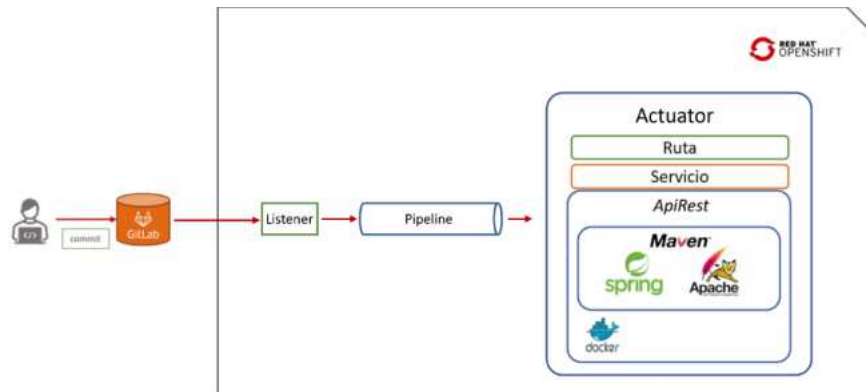 RED HAT
OPENSHIFT
Actuator
Ruta
Servicio
ApiRest
Maven
spring
Apache
docker
Listener
Pipeline
commit
GitLab
</>